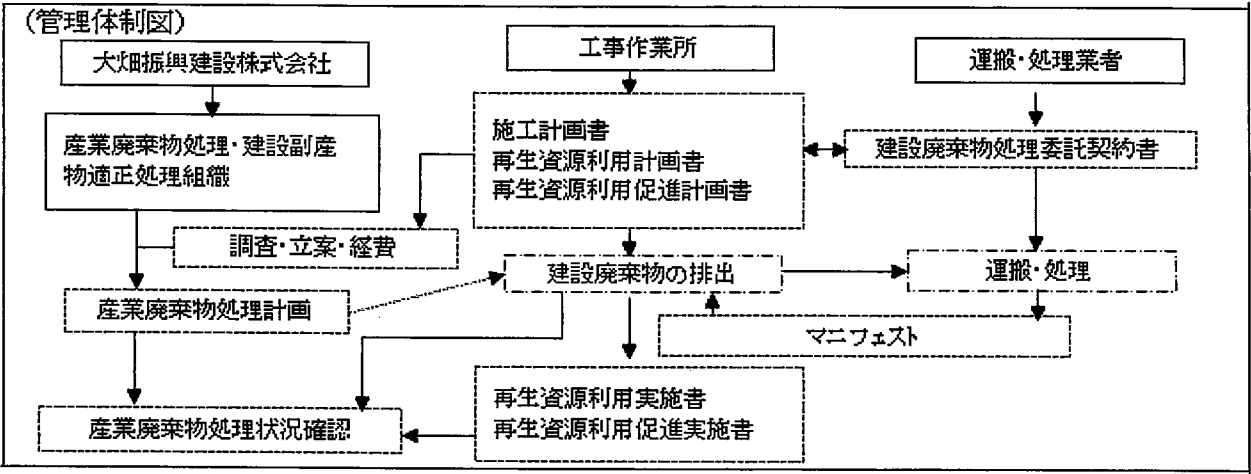 (管理体制図)
大畑振興建設株式会社
産業廃棄物処理・建設副産
物適正処理組織
調査・立案・経費
産業廃棄物処理計画
産業廃棄物処理状況確認
工事作業所
施工計画書
再生資源利用計画書
再生資源利用促進計画書
建設廃棄物の排出
再生資源利用実施書
再生資源利用促進実施書
運搬・処理業者
建設廃棄物処理委託契約書
運搬・処理
マニフェスト